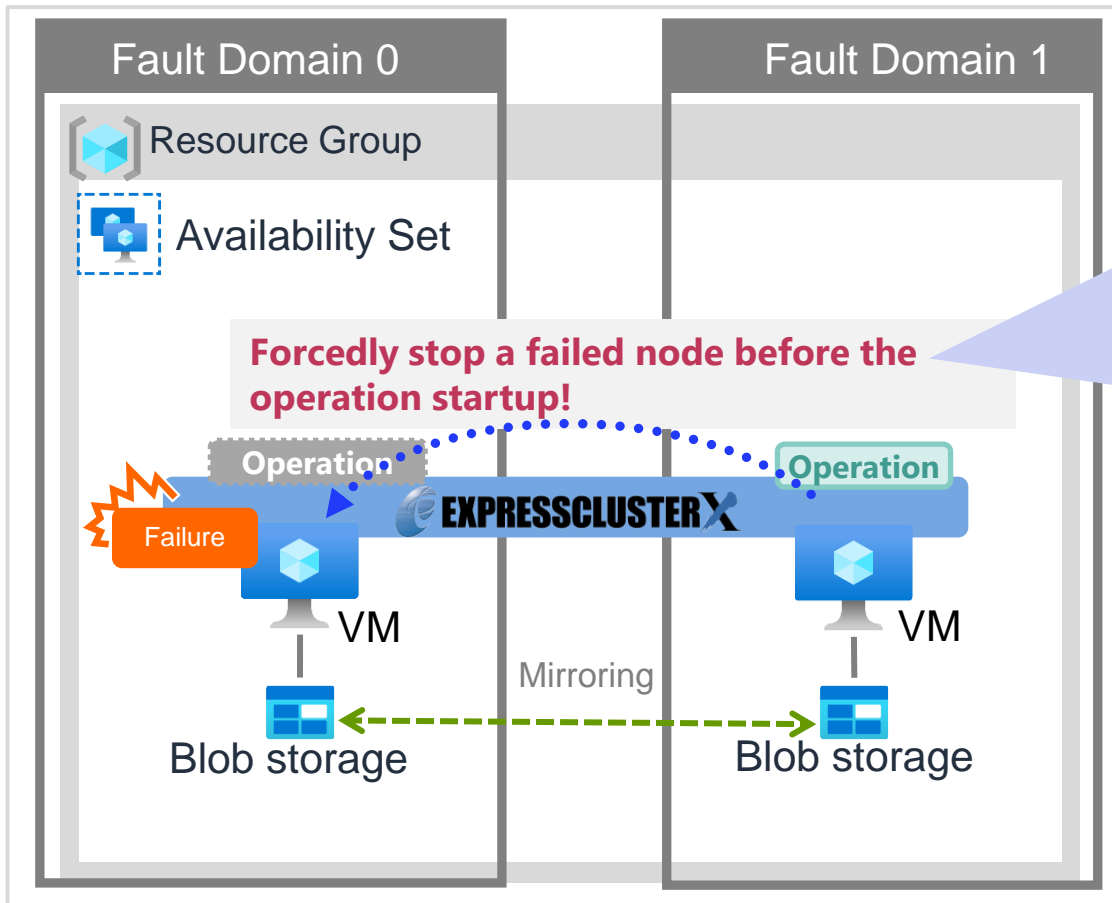 Fault Domain 0
Fault Domain 1
Resource Group
Availability Set
Forcedly stop a failed node before the
operation startup!
Operation
Operation
EXPRESSCLUSTER X
Failure
VM
VM
Mirroring
Blob storage
Blob storage